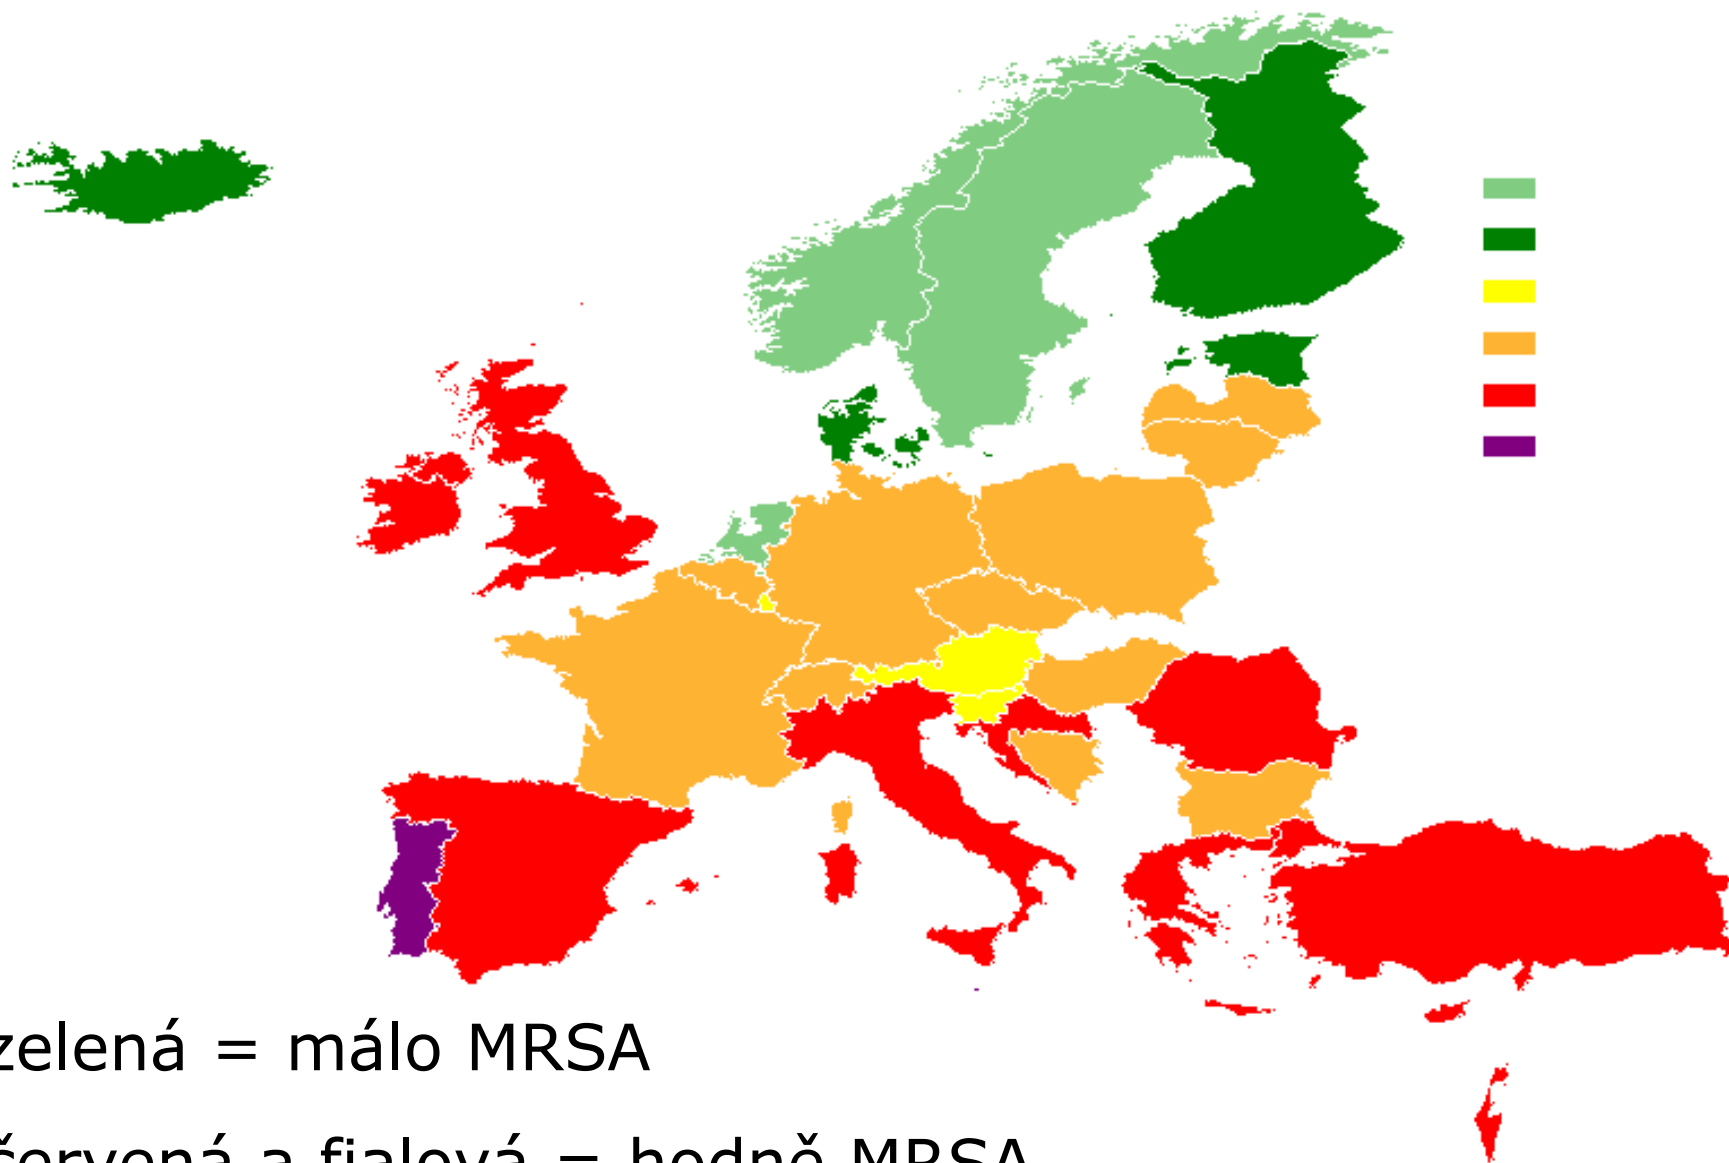 zelená = málo MRSA
červená a fialová = hodně MRSA